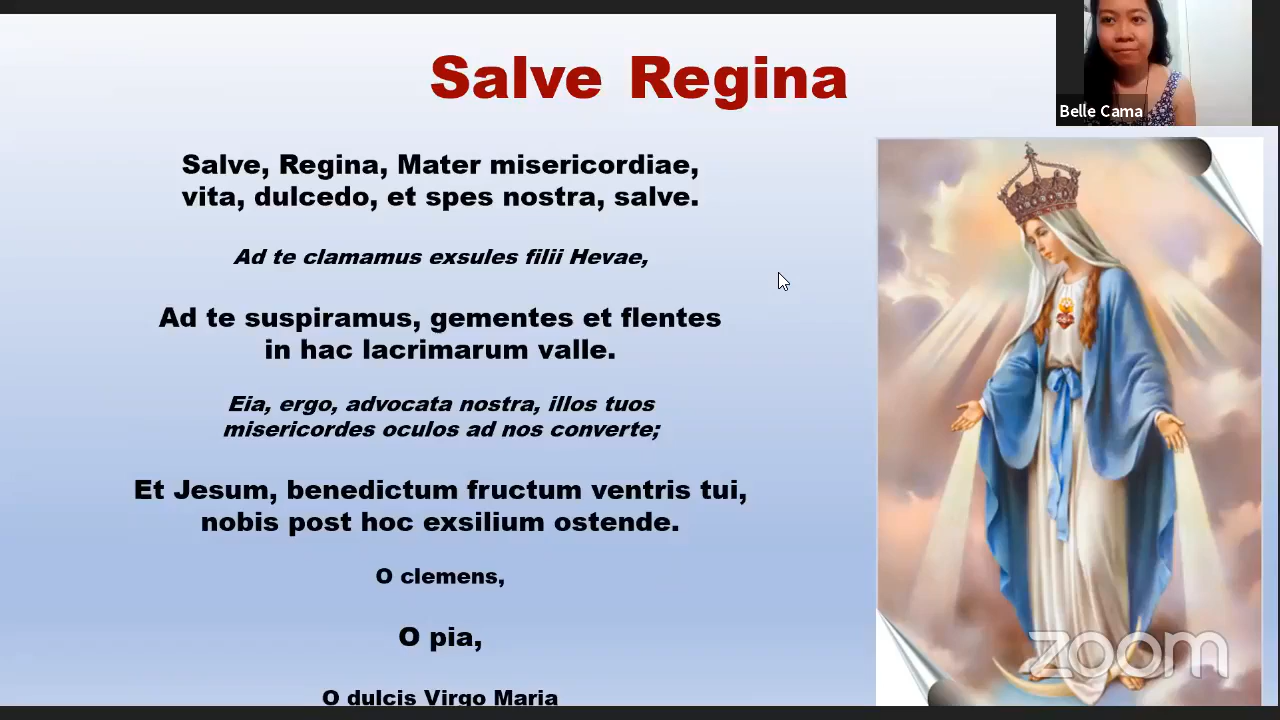 Salve Regina
Belle Cama
Salve, Regina, Mater misericordiae,
vita, dulcedo, et spes nostra, salve.
Ad te clamamus exsules filii Hevae,
Ad te suspiramus, gementes et flentes
in hac lacrimarum valle.
Eia, ergo, advocata nostra, illos tuos
misericordes oculos ad nos converte;
Et Jesum, benedictum fructum ventris tui,
nobis post hoc exsilium ostende.
O clemens,
O pia,
O dulcis Virgo Maria
zoom